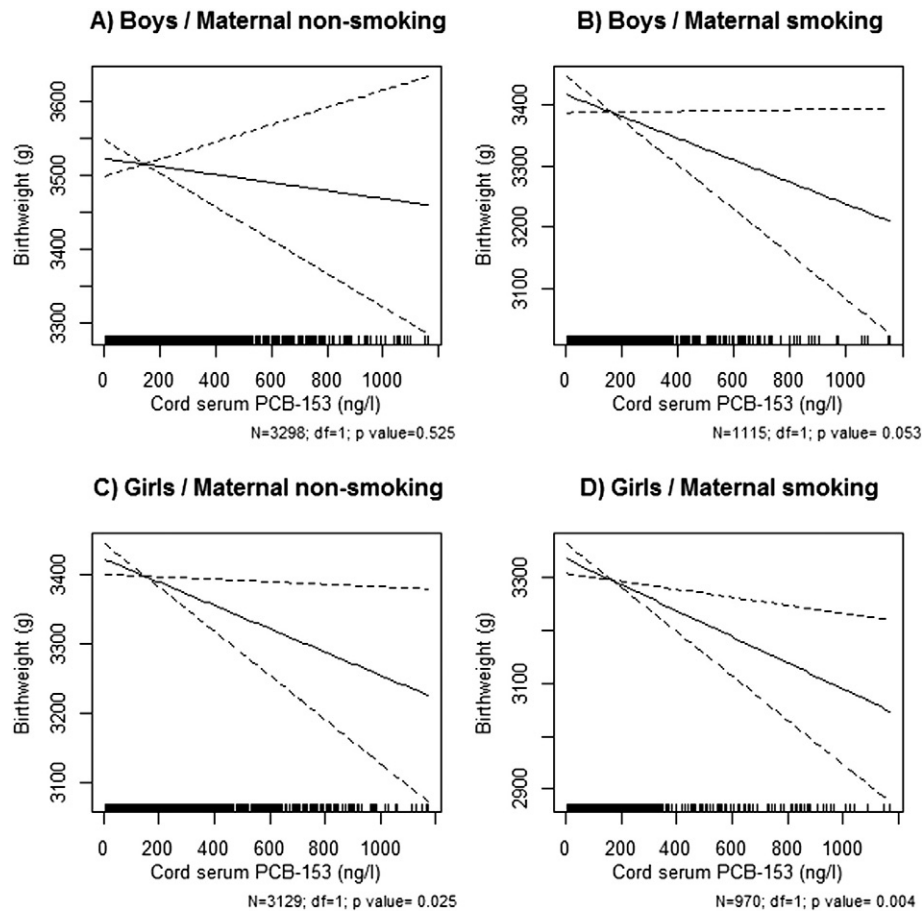 A) Boys / Maternal non-smoking
Birthweight (g)
3600
3500
3400
3300
0 200 400 600 800 1000
Cord serum PCB-153 (ng/l)
N=3298; df=1; p value=0.525
B) Boys / Maternal smoking
Birthweight (g)
3400
3300
3200
3100
0 200 400 600 800 1000
Cord serum PCB-153 (ng/l)
N=1115; df=1; p value= 0.053
C) Girls / Maternal non-smoking
Birthweight (g)
3400
3300
3200
3100
0 200 400 600 800 1000
Cord serum PCB-153 (ng/l)
N=3129; df=1; p value= 0.025
D) Girls / Maternal smoking
Birthweight (g)
3300
3100
2900
0 200 400 600 800 1000
Cord serum PCB-153 (ng/l)
N=970; df=1; p value= 0.004